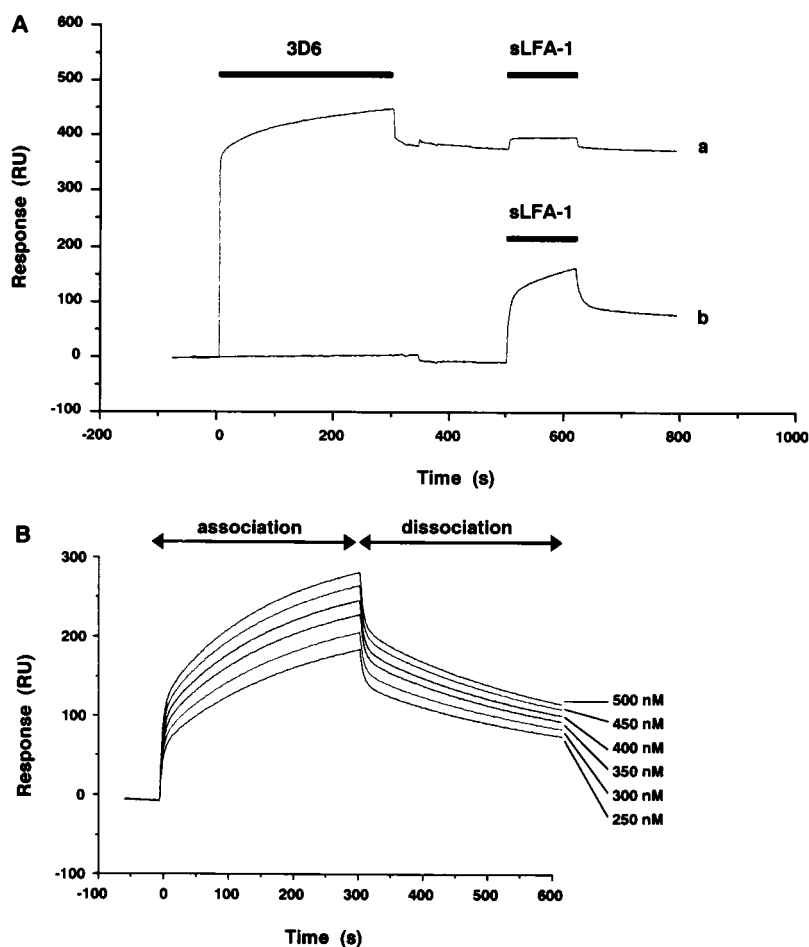 A
600
3D6
sLFA-1
500
400
a
300
sLFA-1
200
100
b
0
-100
-200
0
200
400
600
800
1000
Response (RU)
Time (s)
B
association
dissociation
300
200
100
0
-100
-100
0
100
200
300
400
500
600
500 nM
450 nM
400 nM
350 nM
300 nM
250 nM
Response (RU)
Time (s)